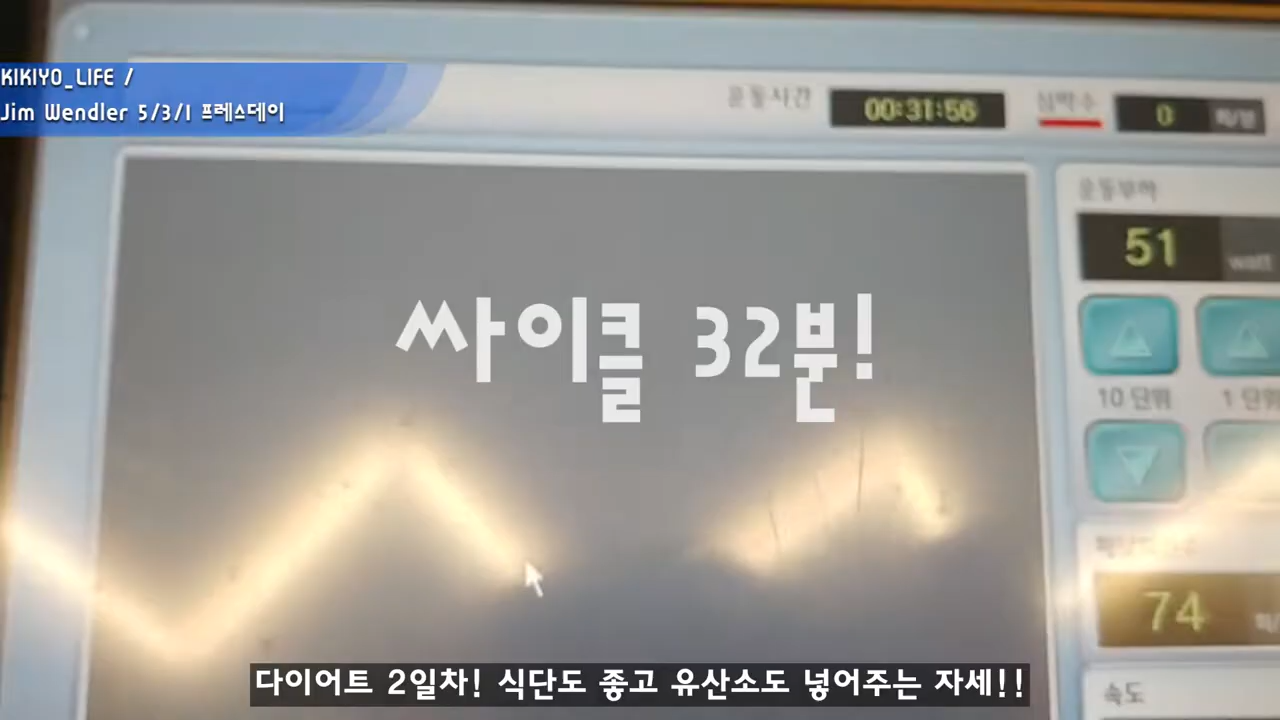 KIKIYO_LIFE /
Jim Wendler 5/3/1 프레스데이
운동시간 00:31:56 심박수 0 회/분
운동부하
51 watt
싸이클 32분!
10 단위 1 단위
74
속도
다이어트 2일차! 식단도 좋고 유산소도 넣어주는 자세!!